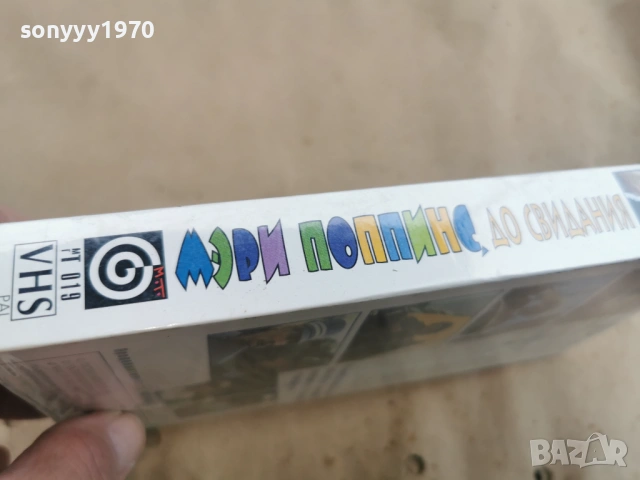 sonyyy1970
МЭРИ ПОППИНС, ДО СВИДАНИЯ
МТ
МТ 019
VHS
PAL
BAZAR